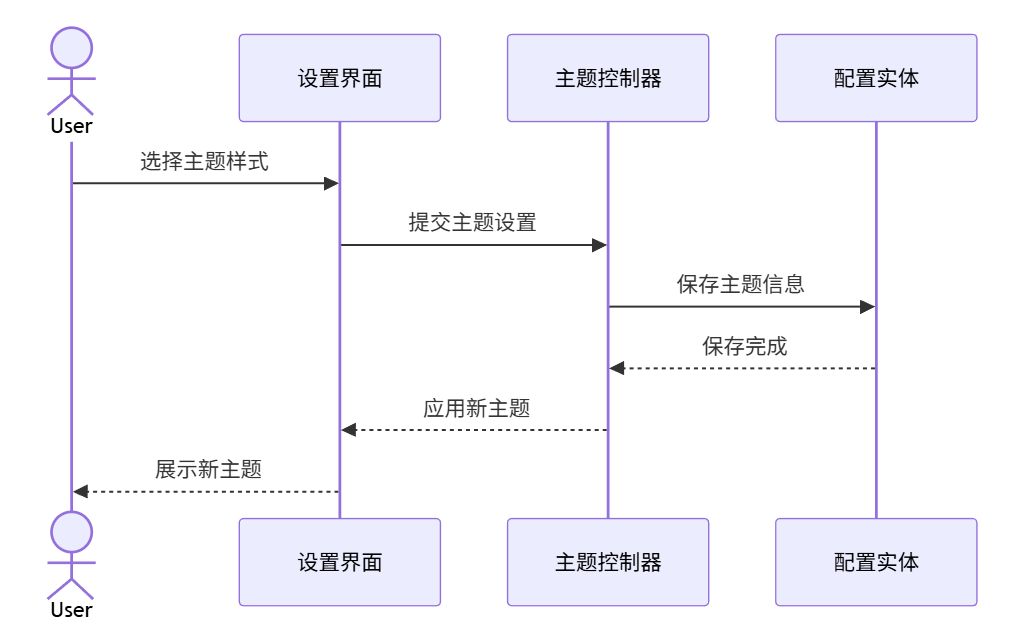 User
设置界面
主题控制器
配置实体
选择主题样式
提交主题设置
保存主题信息
保存完成
应用新主题
展示新主题
User
设置界面
主题控制器
配置实体